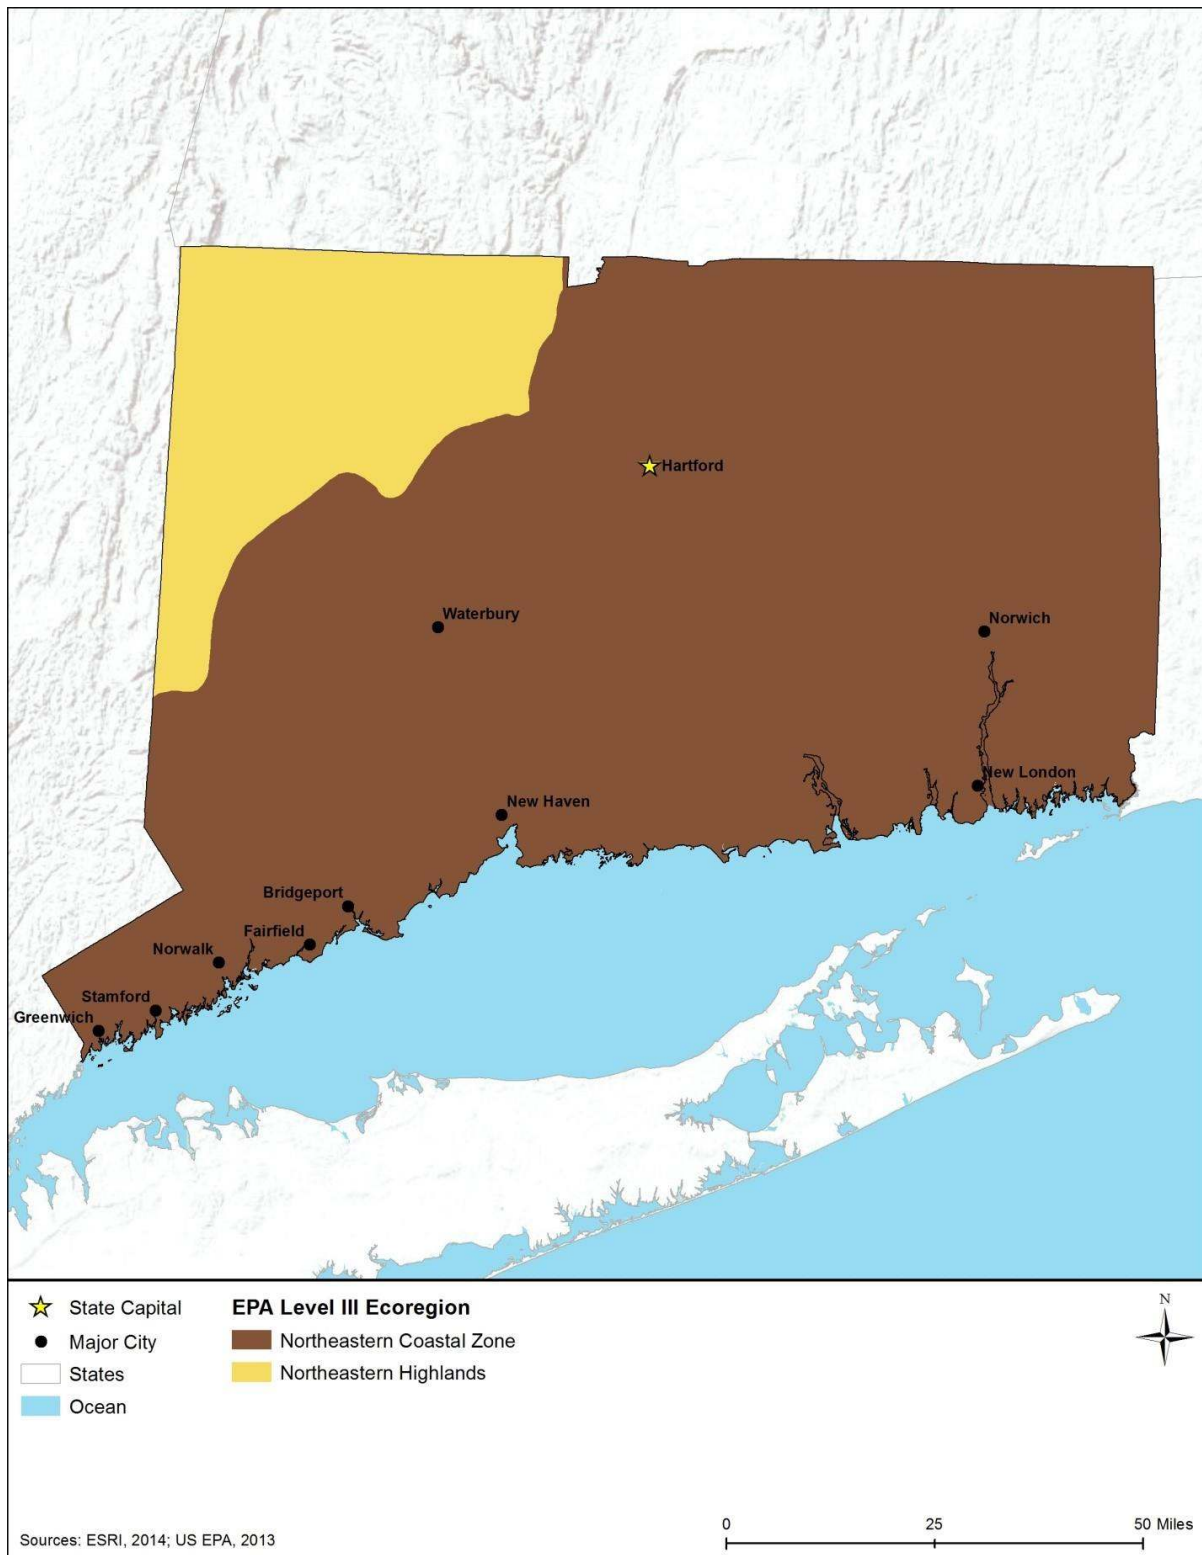 Hartford
Waterbury
Norwich
New London
New Haven
Bridgeport
Fairfield
Norwalk
Stamford
Greenwich
State Capital
Major City
States
Ocean
EPA Level III Ecoregion
Northeastern Coastal Zone
Northeastern Highlands
N
Sources: ESRI, 2014; US EPA, 2013
0 25 50 Miles